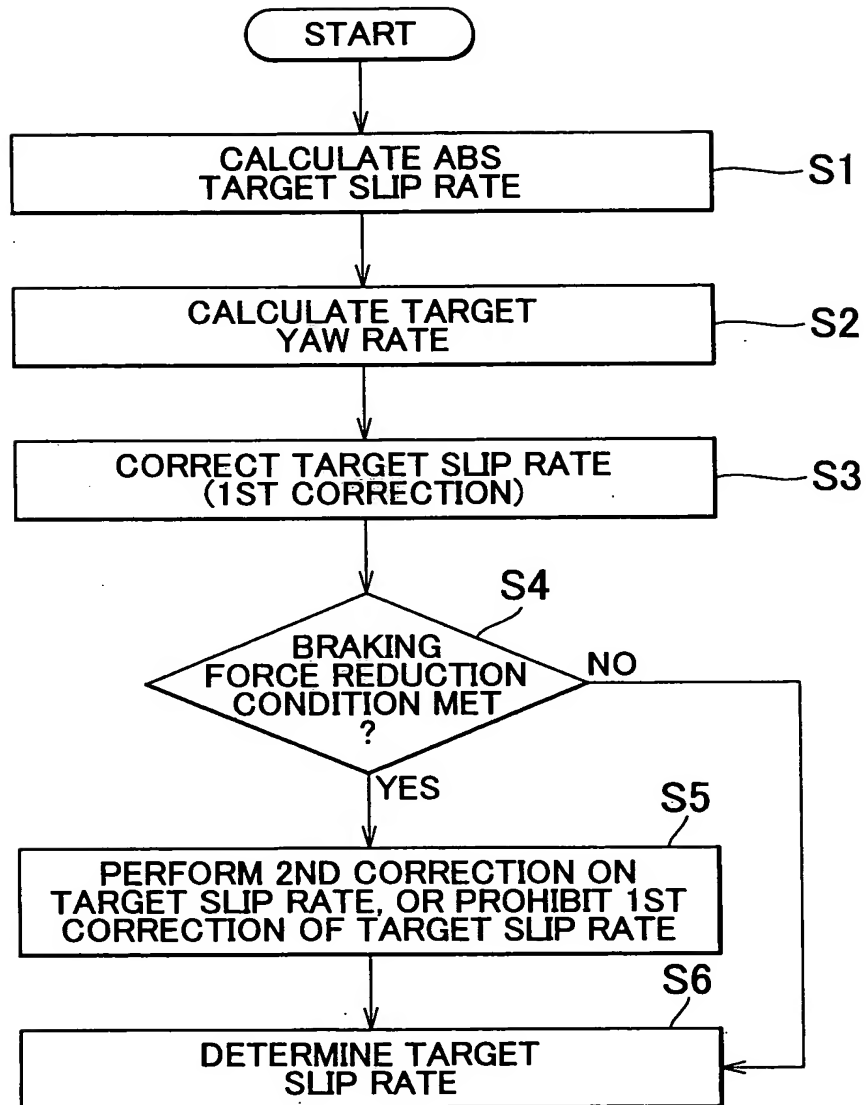 START
CALCULATE ABS
TARGET SLIP RATE
S1
CALCULATE TARGET
YAW RATE
S2
CORRECT TARGET SLIP RATE
(1ST CORRECTION)
S3
S4
BRAKING
FORCE REDUCTION
CONDITION MET
?
NO
YES
S5
PERFORM 2ND CORRECTION ON
TARGET SLIP RATE, OR PROHIBIT 1ST
CORRECTION OF TARGET SLIP RATE
S6
DETERMINE TARGET
SLIP RATE